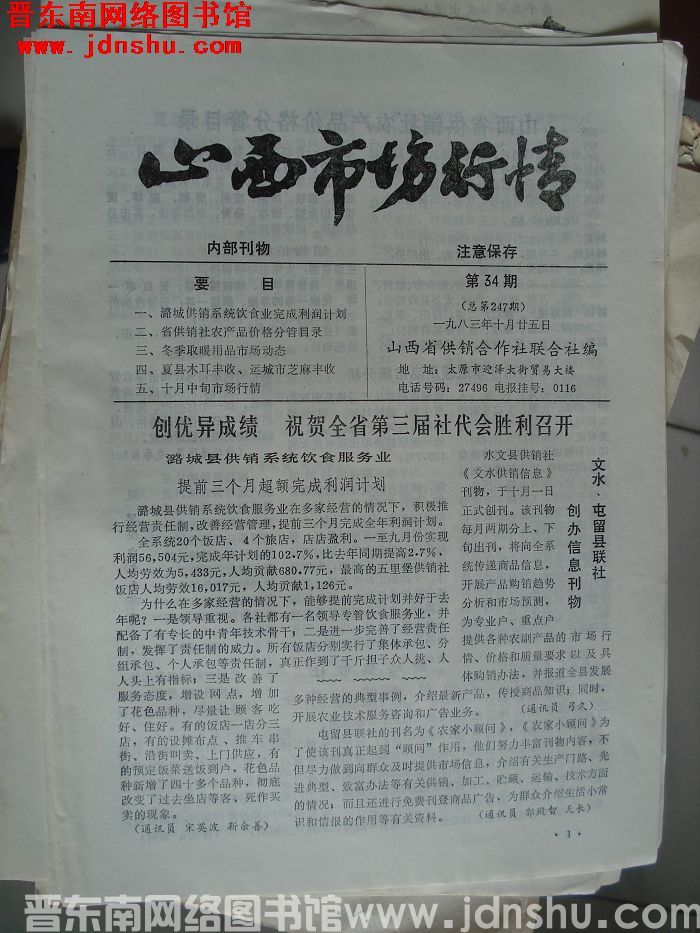 晋东南网络图书馆
www.jdnshu.com
山西市场行情
内部刊物
注意保存
要 目
一、潞城供销系统饮食业完成利润计划
二、省供销社农产品价格分管目录
三、冬季取暖用品市场动态
四、夏县木耳丰收、运城市芝麻丰收
五、十月中旬市场行情
第34期
(总第247期)
一九八三年十月廿五日
山西省供销合作社联合社编
地 址：太原市迎泽大街贸易大楼
电话号码：27496 电报挂号：0116
创优异成绩 祝贺全省第三届社代会胜利召开
潞城县供销系统饮食服务业
提前三个月超额完成利润计划
潞城县供销系统饮食服务业在多家经营的情况下，积极推
行经营责任制，改善经营管理，提前三个月完成全年利润计划。
全系统20个饭店、4个旅店，店店盈利。一至九月份实现
利润56,504元，完成年计划的102.7%，比去年同期提高2.7%，
人均劳效为5,433元，人均贡献680.77元，最高的五里堡供销社
饭店人均劳效16,017元，人均贡献1,126元。
为什么在多家经营的情况下，能够提前完成计划并好于去
年呢？一是领导重视。各社都有一名领导专管饮食服务业，并
配备了有专长的中青年技术骨干；二是进一步完善了经营责任
制，发挥了责任制的威力。所有饭店分别实行了集体承包、分
组承包、个人承包等责任制，真正作到了千斤担子众人挑、人
人头上有指标；三是改善了
服务态度，增设网点，增加
了花色品种，尽量让顾客吃
好、住好。有的饭店一店分三
店，有的设摊布点、推车串
街、沿街叫卖、上门供应，有
的预定饭菜送饭到户，花色品
种新增了四十多个品种，彻底
改变了过去坐店等客、死作买
卖的现象。
(通讯员 宋英波 靳余善)
文水、屯留县联社
创办信息刊物
水文县供销社
《文水供销信息》
刊物，于十月一日
正式创刊。该刊物
每月两期分上、下
旬出刊，将向全系
统传递商品信息，
开展产品购销趋势
分析和市场预测，
为专业户、重点户
提供各种农副产品的市场行
情、价格和质量要求以及具
体购销办法，并报道全县发展
多种经营的典型事例，介绍最新产品，传授商品知识；同时，
开展农业技术服务咨询和广告业务。
(通讯员 弓久)
屯留县联社的刊名为《农家小顾问》，《农家小顾问》为
了使该刊真正起到“顾问”作用，他们努力丰富刊物内容，不
但尽力做到向群众及时提供市场信息，介绍有关生产门路、先
进典型、致富办法等有关供销、加工、贮藏、运输、技术方面
的情况；而且还进行免费刊登商品广告，为群众介绍生活小常
识和情报的作用等有关资料。
(通讯员 郭殿智 天长)
· 1 ·
晋东南网络图书馆 www.jdnshu.com